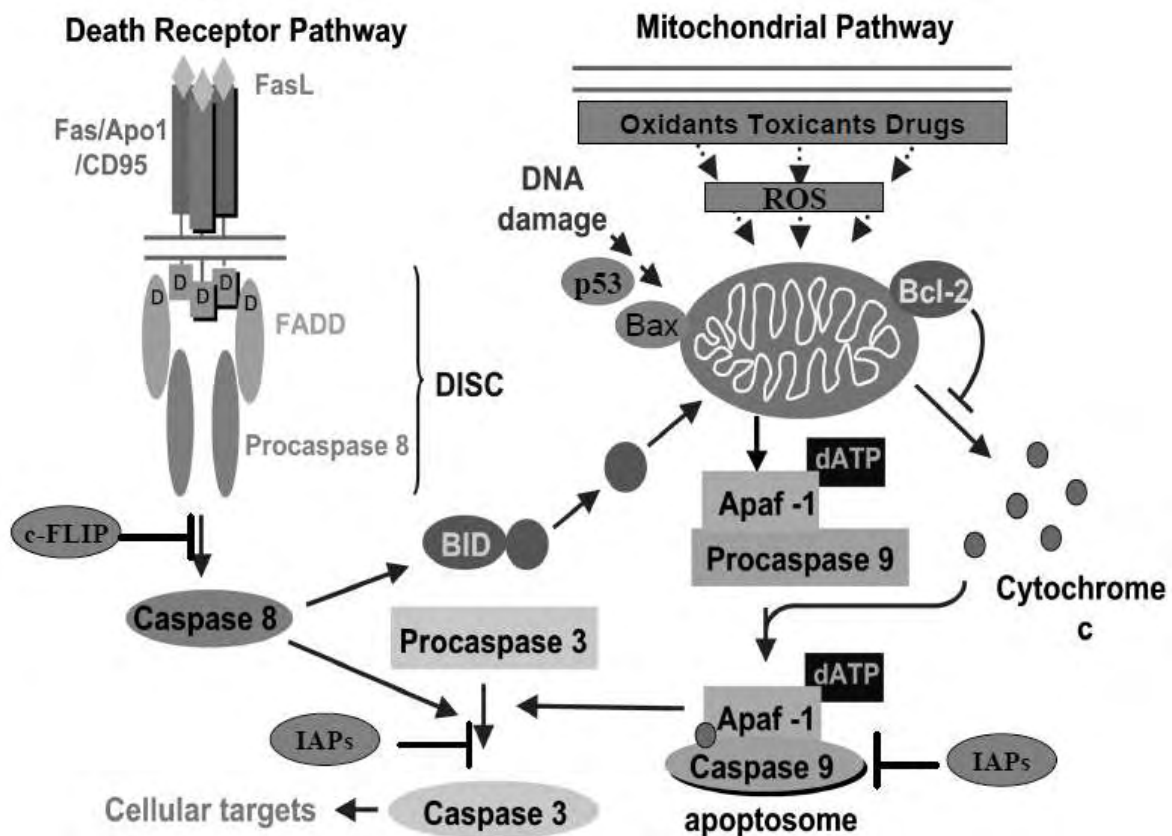 Death Receptor Pathway
FasL
Fas/Apo1
/CD95
D
D
D
D
D
FADD
DISC
Procaspase 8
c-FLIP
Caspase 8
BID
Procaspase 3
IAPs
Caspase 3
Cellular targets
Mitochondrial Pathway
Oxidants Toxicants Drugs
ROS
DNA
damage
p53
Bax
Bcl-2
dATP
Apaf -1
Procaspase 9
Cytochrome
c
dATP
Apaf -1
Caspase 9
apoptosome
IAPs